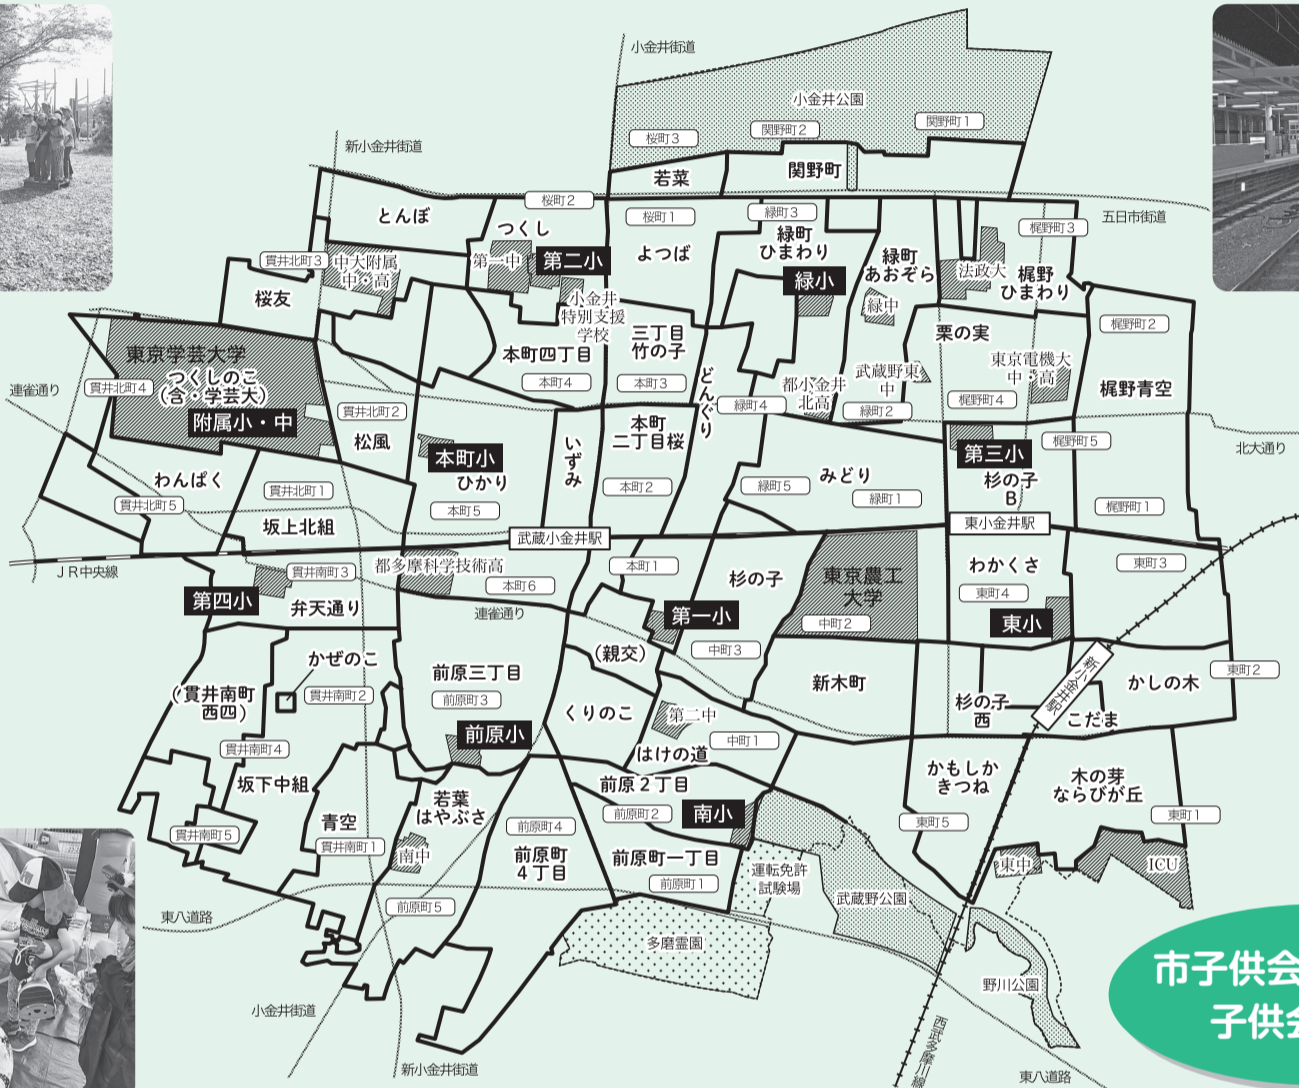 小金井街道
小金井公園
関野町1
関野町2
桜町3
新小金井街道
若菜
関野町
桜町2
とんぼ
つくし
桜町1
よつば
緑町3
緑町
ひまわり
五日市街道
梶野町3
貫井北町3
中大附属
中・高
第一中
第二小
緑町
あおぞら
法政大
梶野
ひまわり
桜友
緑小
緑中
小金井
特別支援
学校
三丁目
竹の子
栗の実
梶野町2
東京学芸大学
つくしのこ
(含・学芸大)
附属小・中
本町四丁目
本町4
本町3
どんぐり
都小金井
北高
武蔵野東
中
東京電機大
中・高
梶野青空
連雀通り
貫井北町4
貫井北町2
松風
緑町4
緑町2
梶野町4
本町小
ひかり
いずみ
本町
二丁目桜
第三小
杉の子
B
梶野町5
北大通り
わんぱく
貫井北町1
貫井北町5
坂上北組
本町5
本町2
みどり
緑町5
緑町1
梶野町1
武蔵小金井駅
東小金井駅
JR中央線
都多摩科学技術高
本町6
本町1
杉の子
東京農工
大学
わかくさ
東町3
貫井南町3
第四小
弁天通り
連雀通り
第一小
中町2
東町4
東小
かぜのこ
(貫井南町
西四)
貫井南町2
前原三丁目
前原町3
(親交)
中町3
新木町
杉の子
西
新小金井駅
こだま
かしの木
東町2
貫井南町4
坂下中組
前原小
くりのこ
第二中
はけの道
中町1
貫井南町5
青空
貫井南町1
若葉
はやぶさ
南中
前原2丁目
前原町2
南小
かもしか
きつね
東町5
木の芽
ならびが丘
東町1
前原町4
前原町
4丁目
前原町一丁目
前原町1
運転免許
試験場
武蔵野公園
東中
ICU
東八道路
前原町5
多磨霊園
野川公園
小金井街道
新小金井街道
西武多摩川線
東八道路
市子供会
子供会